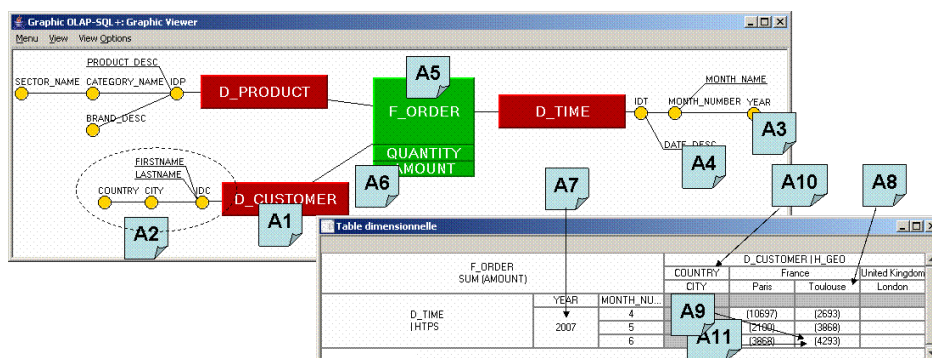 Graphic OLAP-SQL+: Graphic Viewer
Menu View View Options
PRODUCT_DESC
SECTOR_NAME CATEGORY_NAME IDP
D_PRODUCT
BRAND_DESC
A5
F_ORDER
QUANTITY
AMOUNT
D_TIME
MONTH_NAME
IDT MONTH_NUMBER YEAR
A3
DATE_DESC
A4
FIRSTNAME
LASTNAME
COUNTRY CITY IDC
D_CUSTOMER
A6
A7
A10
A8
A2
A1
Table dimensionnelle
F_ORDER
SUM (AMOUNT)
D_CUSTOMER | H_GEO
COUNTRY France United Kingdom
CITY Paris Toulouse London
YEAR MONTH_NU...
D_TIME
| HTPS
2007
4 (10697) (2693)
5 (2100) (3868)
6 (3868) (4293)
A9
A11